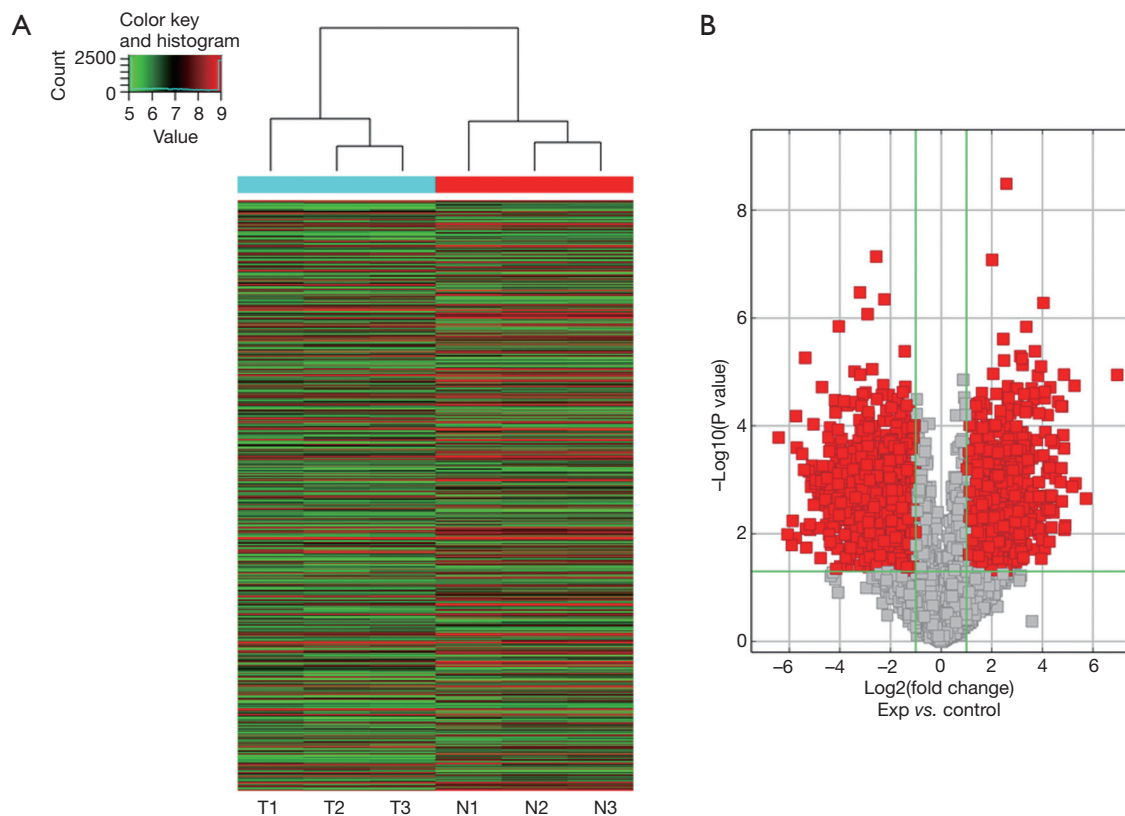 A
Color key
and histogram
Count
2500
0
5 6 7 8 9
Value
T1 T2 T3 N1 N2 N3
B
–Log10(P value)
8
6
4
2
0
–6 –4 –2 0 2 4 6
Log2(fold change)
Exp vs. control